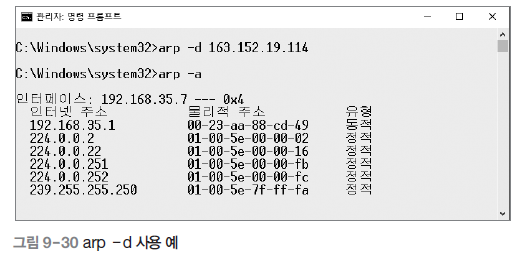 관리자: 명령 프롬프트
C:\Windows\system32>arp -d 163.152.19.114
C:\Windows\system32>arp -a
인터페이스: 192.168.35.7 --- 0x4
인터넷 주소 물리적 주소 유형
192.168.35.1 00-23-aa-88-cd-49 동적
224.0.0.2 01-00-5e-00-00-02 정적
224.0.0.22 01-00-5e-00-00-16 정적
224.0.0.251 01-00-5e-00-00-fb 정적
224.0.0.252 01-00-5e-00-00-fc 정적
239.255.255.250 01-00-5e-7f-ff-fa 정적
그림 9-30 arp -d 사용 예